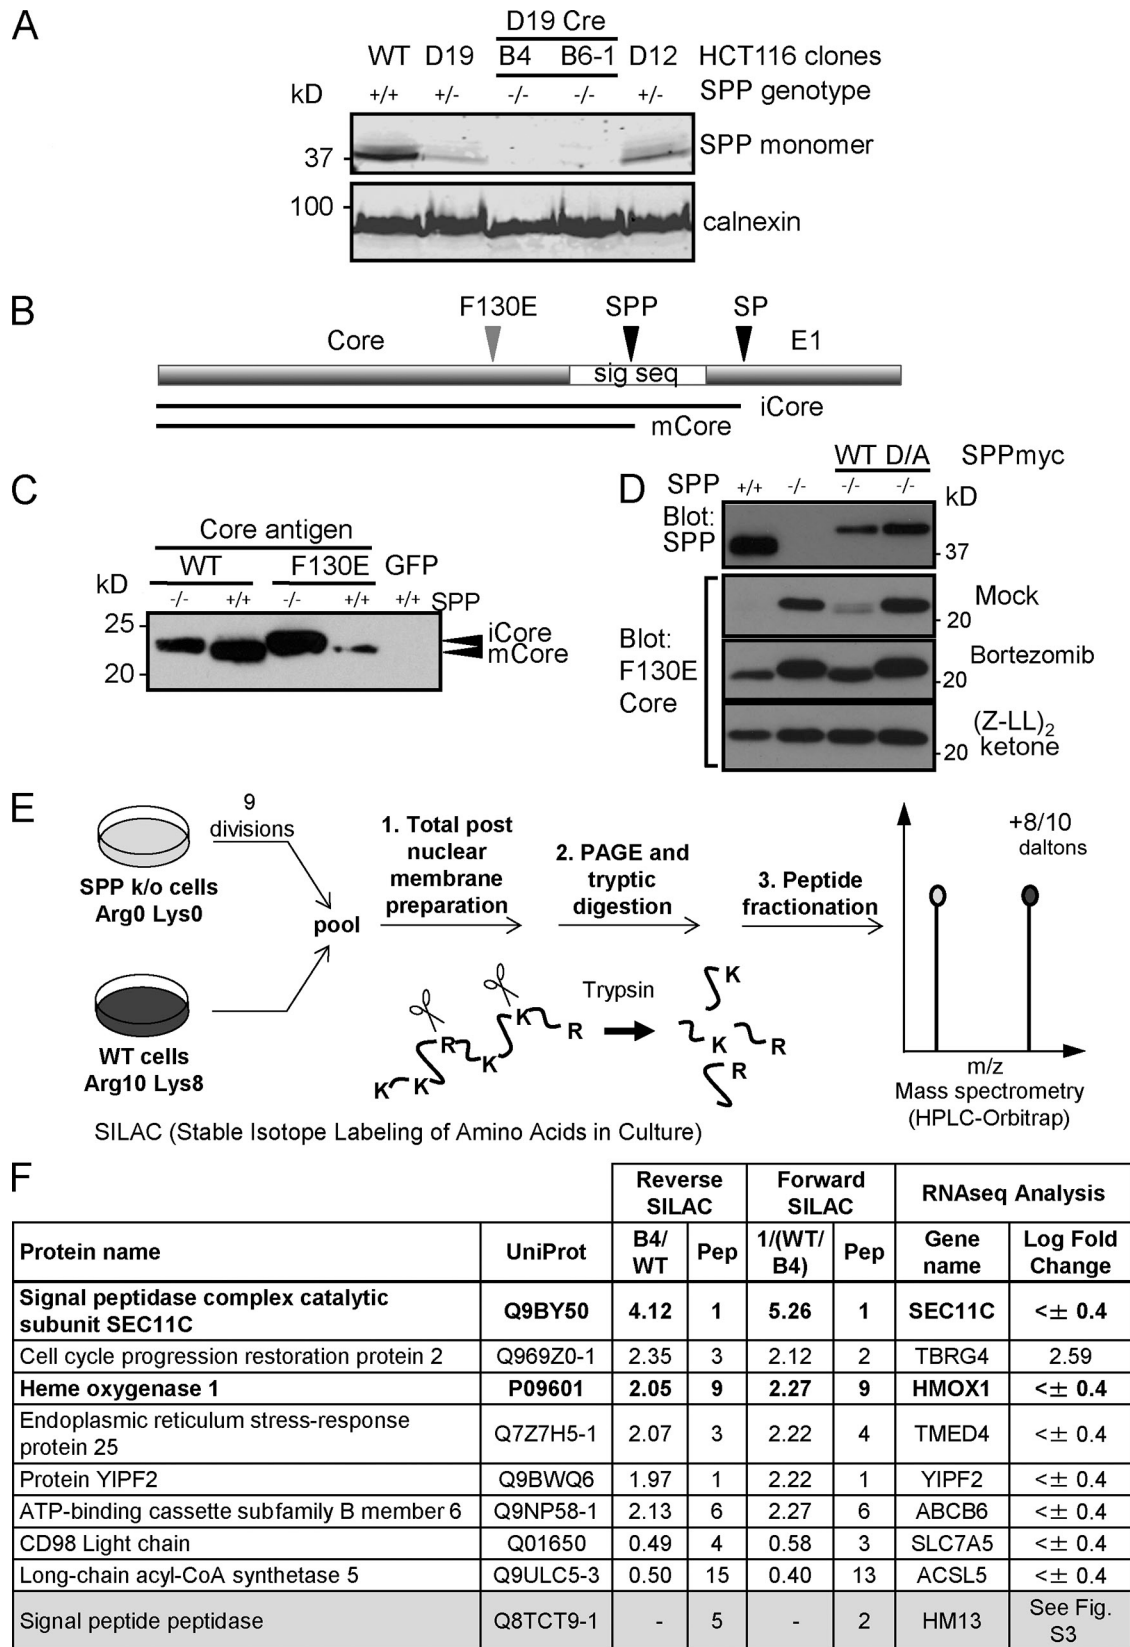 A
D19 Cre
WT D19 B4 B6-1 D12 HCT116 clones
kD +/+ +/- -/- -/- +/- SPP genotype
37 SPP monomer
100 calnexin
B
F130E SPP SP
Core sig seq E1
iCore
mCore
C
Core antigen
WT F130E GFP
kD -/- +/+ -/- +/+ +/+ SPP
25 iCore
mCore
20
D
WT D/A SPPmyc
SPP +/+ -/- -/- -/- kD
Blot:
SPP
37
Mock
20
Blot:
F130E
Core
Bortezomib
20
(Z-LL)2
ketone
20
E
9
divisions
SPP k/o cells
Arg0 Lys0
pool
WT cells
Arg10 Lys8
1. Total post
nuclear
membrane
preparation
2. PAGE and
tryptic
digestion
3. Peptide
fractionation
Trypsin
K K R K K R
K
K R
R
+8/10
daltons
m/z
Mass spectrometry
(HPLC-Orbitrap)
SILAC (Stable Isotope Labeling of Amino Acids in Culture)
F
Reverse SILAC Forward SILAC RNAseq Analysis
Protein name UniProt B4/WT Pep 1/(WT/B4) Pep Gene name Log Fold Change
Signal peptidase complex catalytic subunit SEC11C Q9BY50 4.12 1 5.26 1 SEC11C <± 0.4
Cell cycle progression restoration protein 2 Q969Z0-1 2.35 3 2.12 2 TBRG4 2.59
Heme oxygenase 1 P09601 2.05 9 2.27 9 HMOX1 <± 0.4
Endoplasmic reticulum stress-response protein 25 Q7Z7H5-1 2.07 3 2.22 4 TMED4 <± 0.4
Protein YIPF2 Q9BWQ6 1.97 1 2.22 1 YIPF2 <± 0.4
ATP-binding cassette subfamily B member 6 Q9NP58-1 2.13 6 2.27 6 ABCB6 <± 0.4
CD98 Light chain Q01650 0.49 4 0.58 3 SLC7A5 <± 0.4
Long-chain acyl-CoA synthetase 5 Q9ULC5-3 0.50 15 0.40 13 ACSL5 <± 0.4
Signal peptide peptidase Q8TCT9-1 - 5 - 2 HM13 See Fig. S3